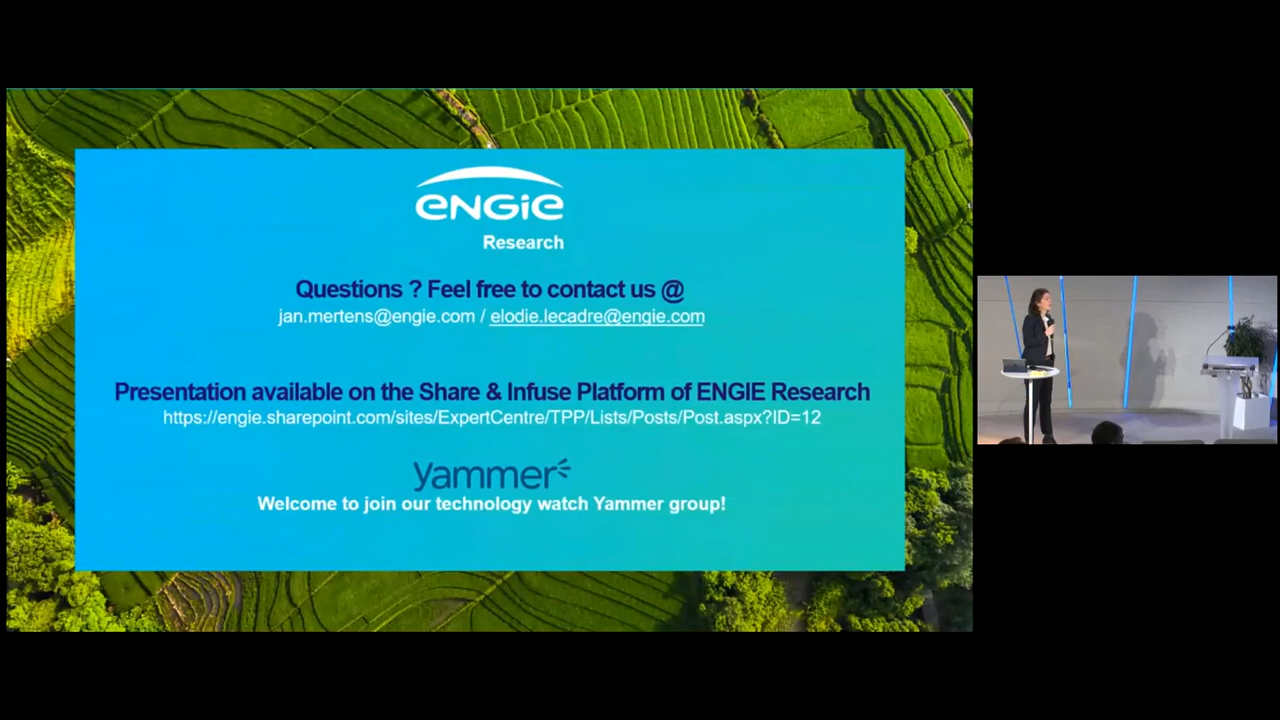 ENGiE
Research
Questions ? Feel free to contact us @
jan.mertens@engie.com / elodie.lecadre@engie.com
Presentation available on the Share & Infuse Platform of ENGIE Research
https://engie.sharepoint.com/sites/ExpertCentre/TPP/Lists/Posts/Post.aspx?ID=12
yammer
Welcome to join our technology watch Yammer group!